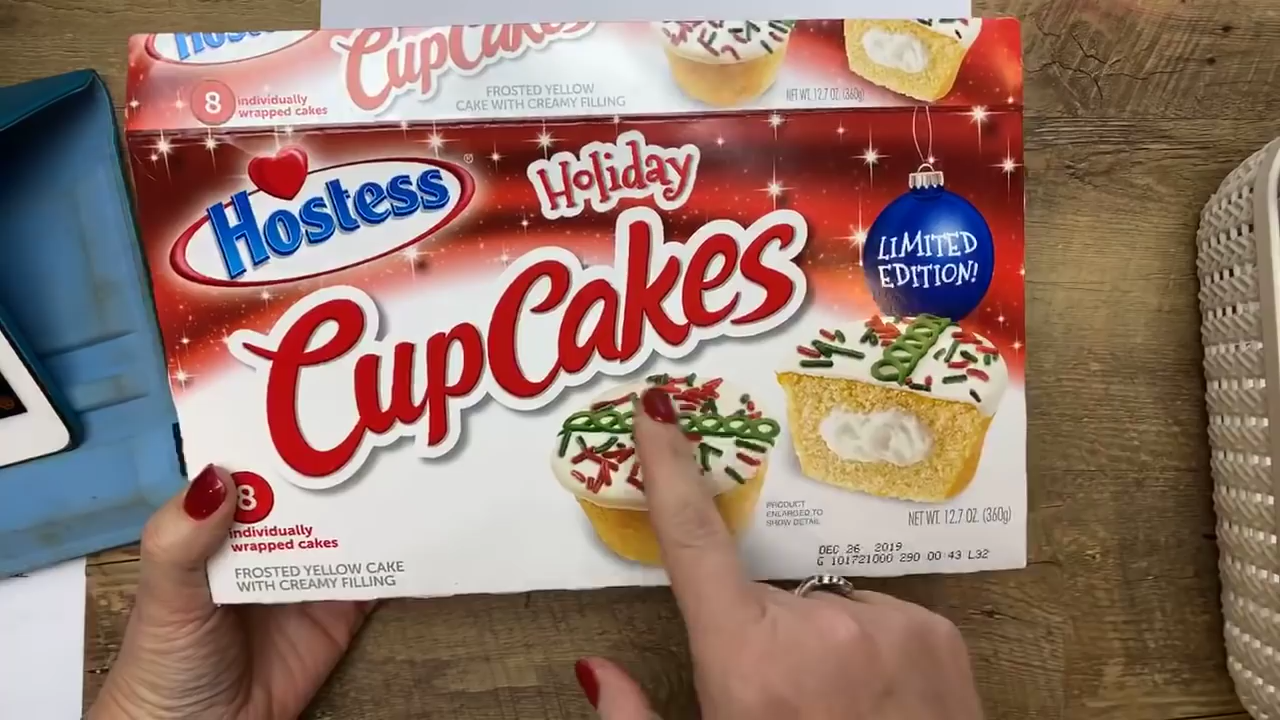 Hostess
CupCakes
8
individually
wrapped cakes
FROSTED YELLOW
CAKE WITH CREAMY FILLING
NET WT. 12.7 OZ. (360g)
Hostess®
Holiday
CupCakes
LIMITED
EDITION!
8
individually
wrapped cakes
FROSTED YELLOW CAKE
WITH CREAMY FILLING
PRODUCT
ENLARGED TO
SHOW DETAIL
NET WT. 12.7 OZ. (360g)
DEC 26 2019
G 101721000 290 00 43 L32